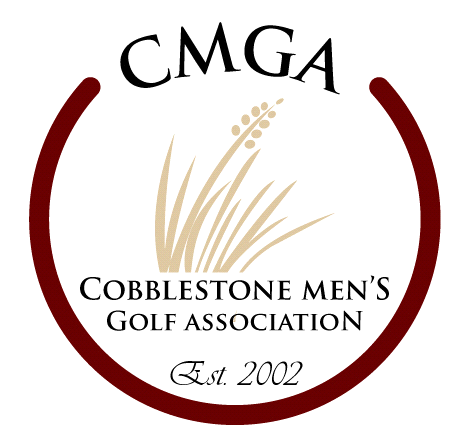 CMGA
COBBLESTONE MEN'S
GOLF ASSOCIATION
Est. 2002